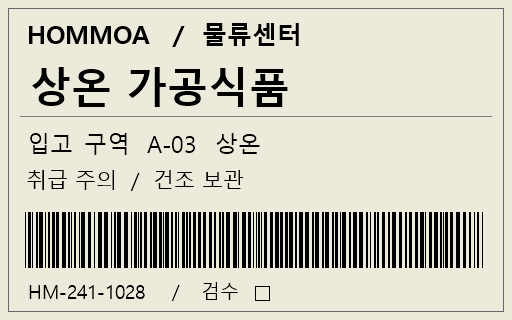 HOMMOA / 물류센터
상온 가공식품
입고 구역 A-03 상온
취급 주의 / 건조 보관
HM-241-1028 / 검수 □